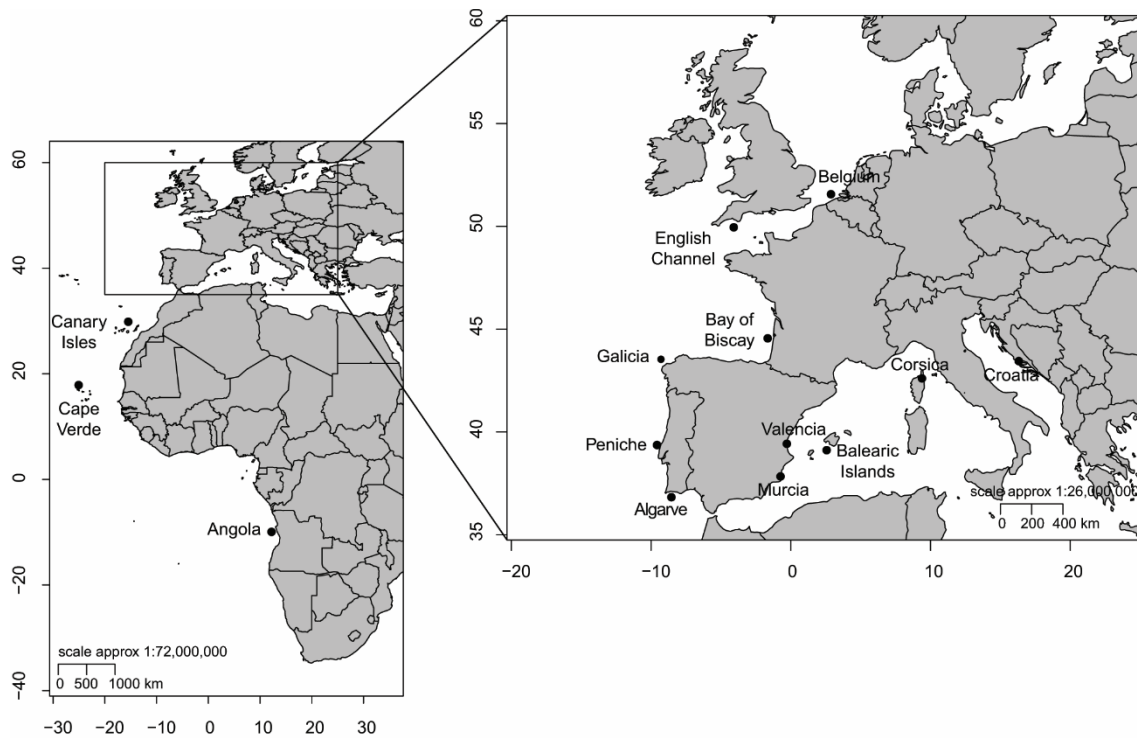 60
40
20
0
−20
−40
Canary
Isles
Cape
Verde
Angola
scale approx 1:72,000,000
0 500 1000 km
−30 −20 −10 0 10 20 30
60
55
50
45
40
35
Belgium
English
Channel
Bay of
Biscay
Galicia
Corsica
Croatia
Peniche
Valencia
Balearic
Islands
Murcia
Algarve
scale approx 1:26,000,000
0 200 400 km
−20 −10 0 10 20